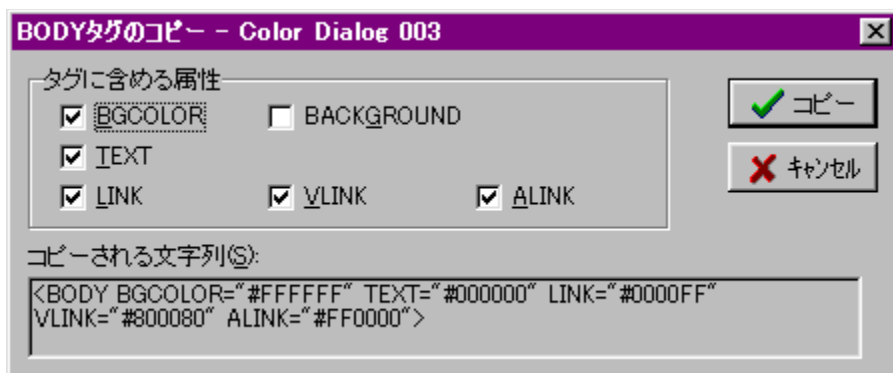 BODYタグのコピー - Color Dialog 003
タグに含める属性
BGCOLOR BACKGROUND
TEXT
LINK VLINK ALINK
コピー
キャンセル
コピーされる文字列(S):
<BODY BGCOLOR="#FFFFFF" TEXT="#000000" LINK="#0000FF"
VLINK="#800080" ALINK="#FF0000">